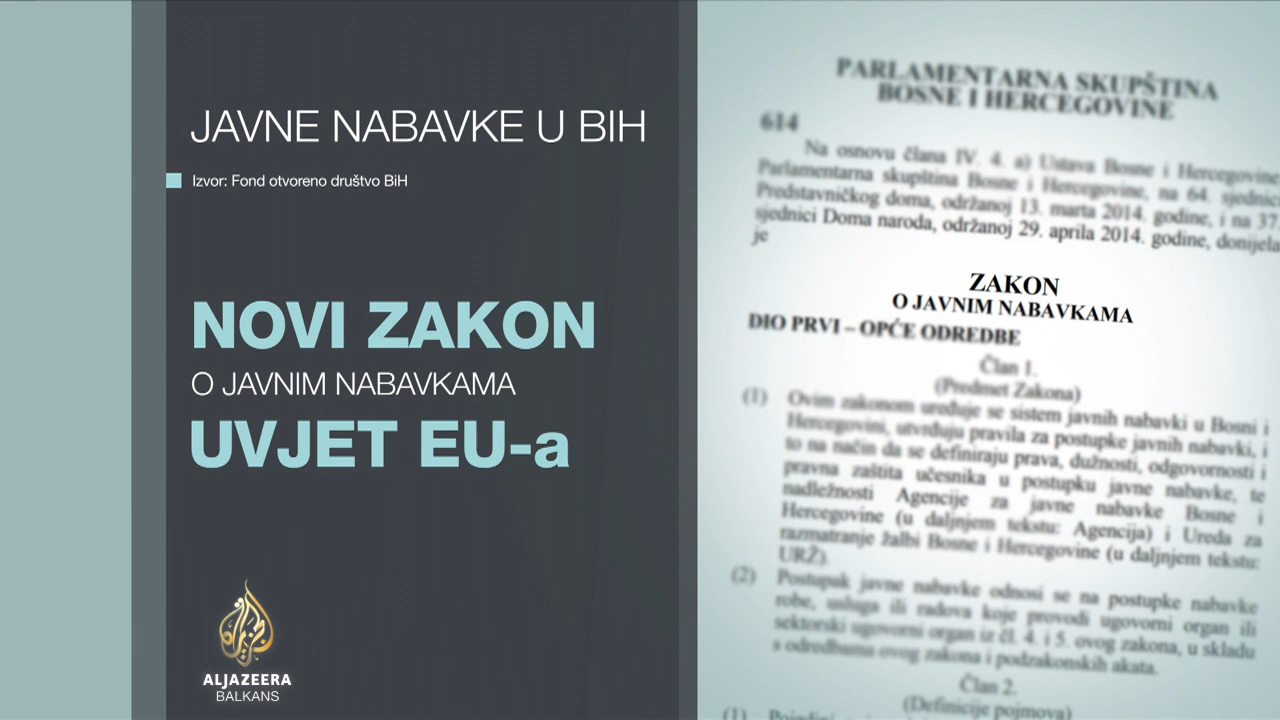 JAVNE NABAVKE U BIH
Izvor: Fond otvoreno društvo BiH
NOVI ZAKON
O JAVNIM NABAVKAMA
UVJET EU-a
ALJAZEERA
BALKANS
PARLAMENTARNA SKUPŠTINA
BOSNE I HERCEGOVINE
614
Na osnovu člana IV. 4. a) Ustava Bosne i Hercegovine
Parlamentarna skupština Bosne i Hercegovine, na 64. sjednici
Predstavničkog doma, održanoj 13. marta 2014. godine, i na 37.
sjednici Doma naroda, održanoj 29. aprila 2014. godine, donijela
je
ZAKON
O JAVNIM NABAVKAMA
DIO PRVI – OPĆE ODREDBE
Član 1.
(Predmet Zakona)
(1) Ovim zakonom uređuje se sistem javnih nabavki u Bosni i
Hercegovini, utvrđuju pravila za postupke javnih nabavki, i
to na način da se definiraju prava, dužnosti, odgovornosti i
pravna zaštita učesnika u postupku javne nabavke, te
nadležnosti Agencije za javne nabavke Bosne i
Hercegovine (u daljnjem tekstu: Agencija) i Ureda za
razmatranje žalbi Bosne i Hercegovine (u daljnjem tekstu:
URŽ).
(2) Postupak javne nabavke odnosi se na postupke nabavke
robe, usluga ili radova koje provodi ugovorni organ ili
sektorski ugovorni organ iz čl. 4. i 5. ovog zakona, u skladu
s odredbama ovog zakona i podzakonskih akata.
Član 2.
(Definicije pojmova)
(1)